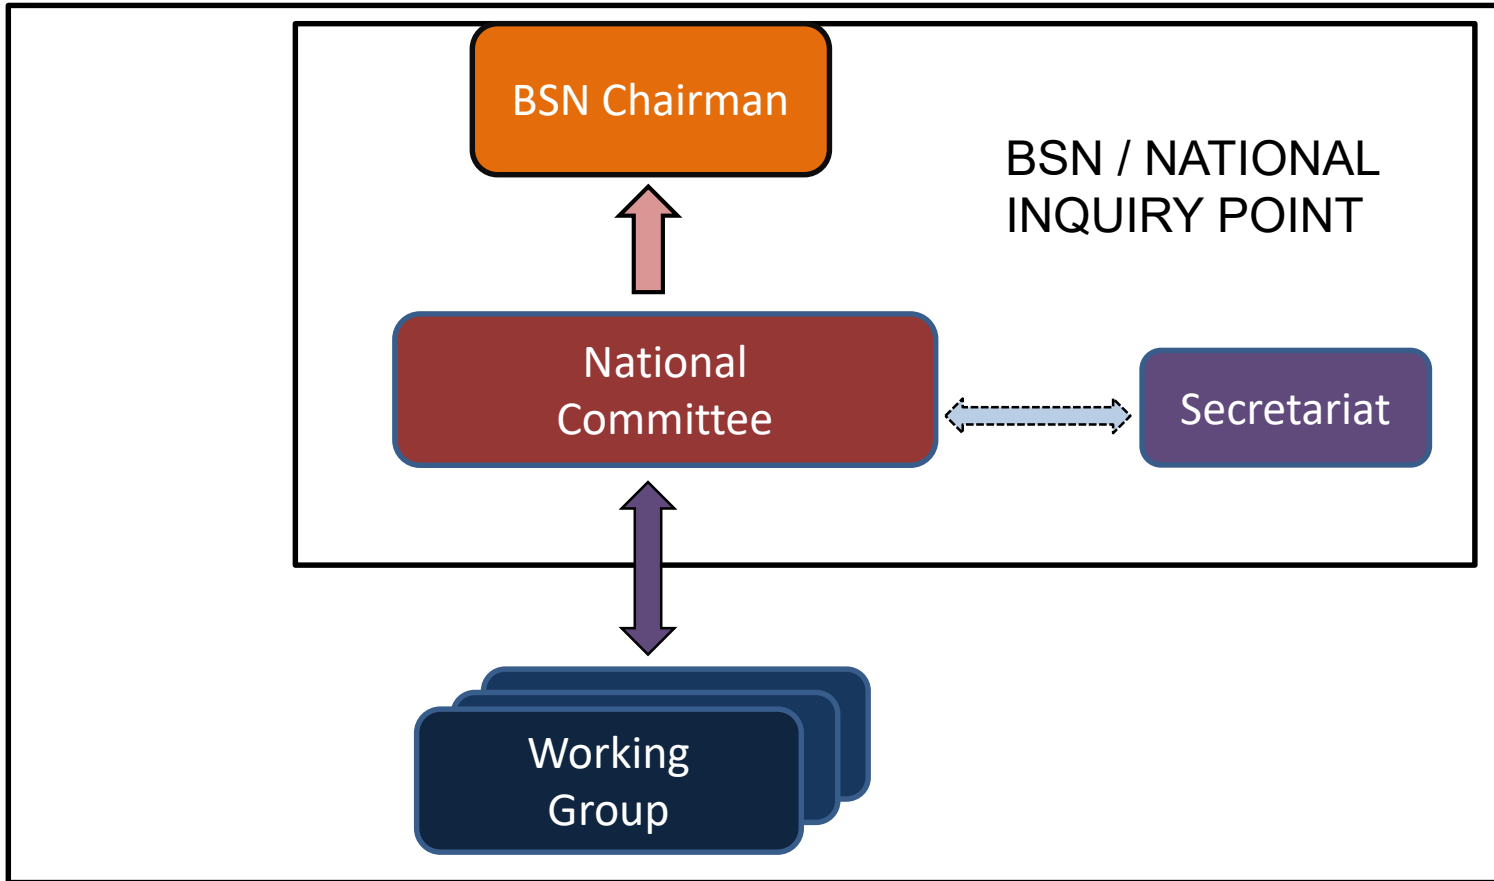 BSN Chairman
BSN / NATIONAL
INQUIRY POINT
National
Committee
Secretariat
Working
Group